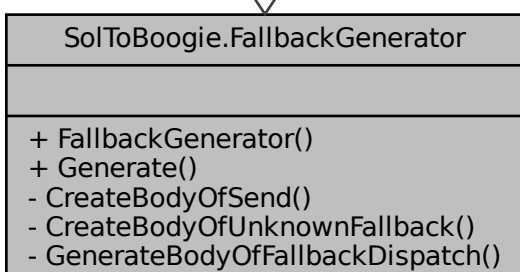 SolToBoogie.FallbackGenerator
+ FallbackGenerator()
+ Generate()
- CreateBodyOfSend()
- CreateBodyOfUnknownFallback()
- GenerateBodyOfFallbackDispatch()